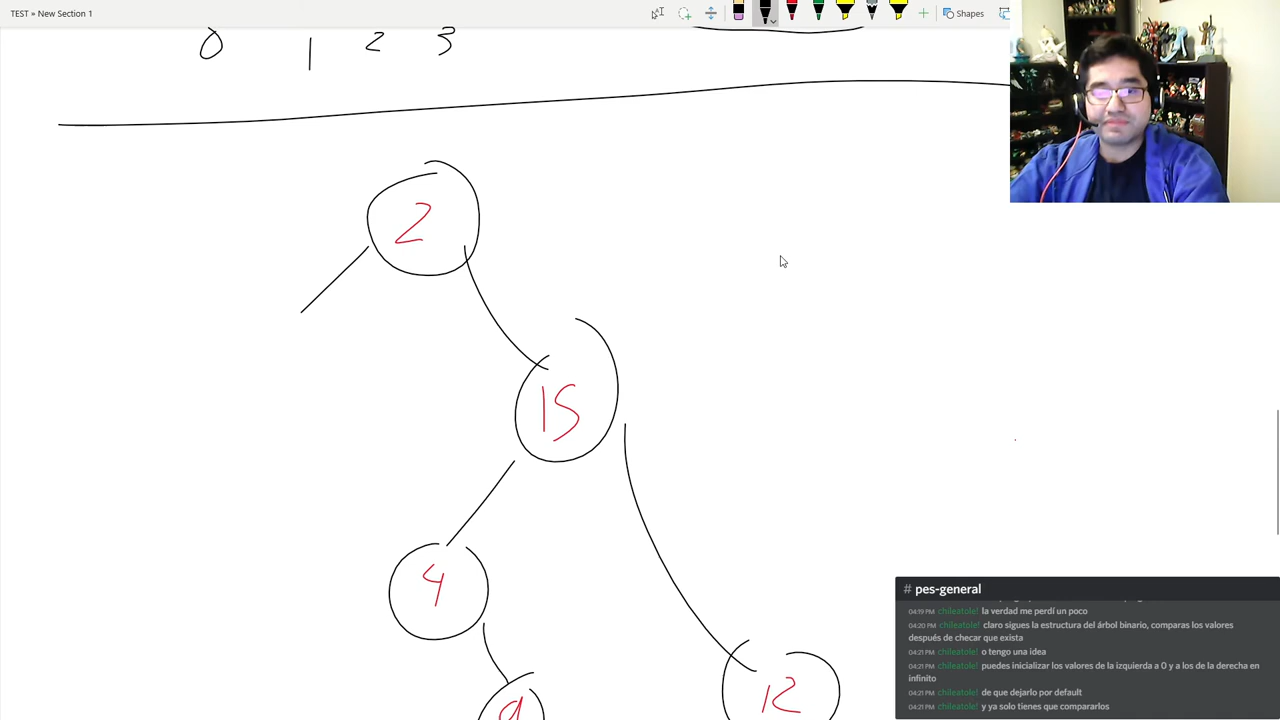 TEST » New Section 1
Shapes
0 1 2 3
2
15
4
9
12
# pes-general
04:19 PM chileatole! la verdad me perdí un poco
04:20 PM chileatole! claro sigues la estructura del árbol binario, comparas los valores
después de checar que exista
04:21 PM chileatole! o tengo una idea
04:21 PM chileatole! puedes inicializar los valores de la izquierda a 0 y a los de la derecha en
infinito
04:21 PM chileatole! de que dejarlo por default
04:21 PM chileatole! y ya solo tienes que compararlos